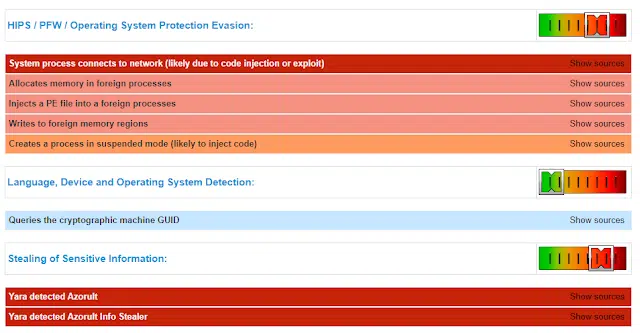 HIPS / PFW / Operating System Protection Evasion:
System process connects to network (likely due to code injection or exploit) Show sources
Allocates memory in foreign processes Show sources
Injects a PE file into a foreign processes Show sources
Writes to foreign memory regions Show sources
Creates a process in suspended mode (likely to inject code) Show sources
Language, Device and Operating System Detection:
Queries the cryptographic machine GUID Show sources
Stealing of Sensitive Information:
Yara detected Azorult Show sources
Yara detected Azorult Info Stealer Show sources